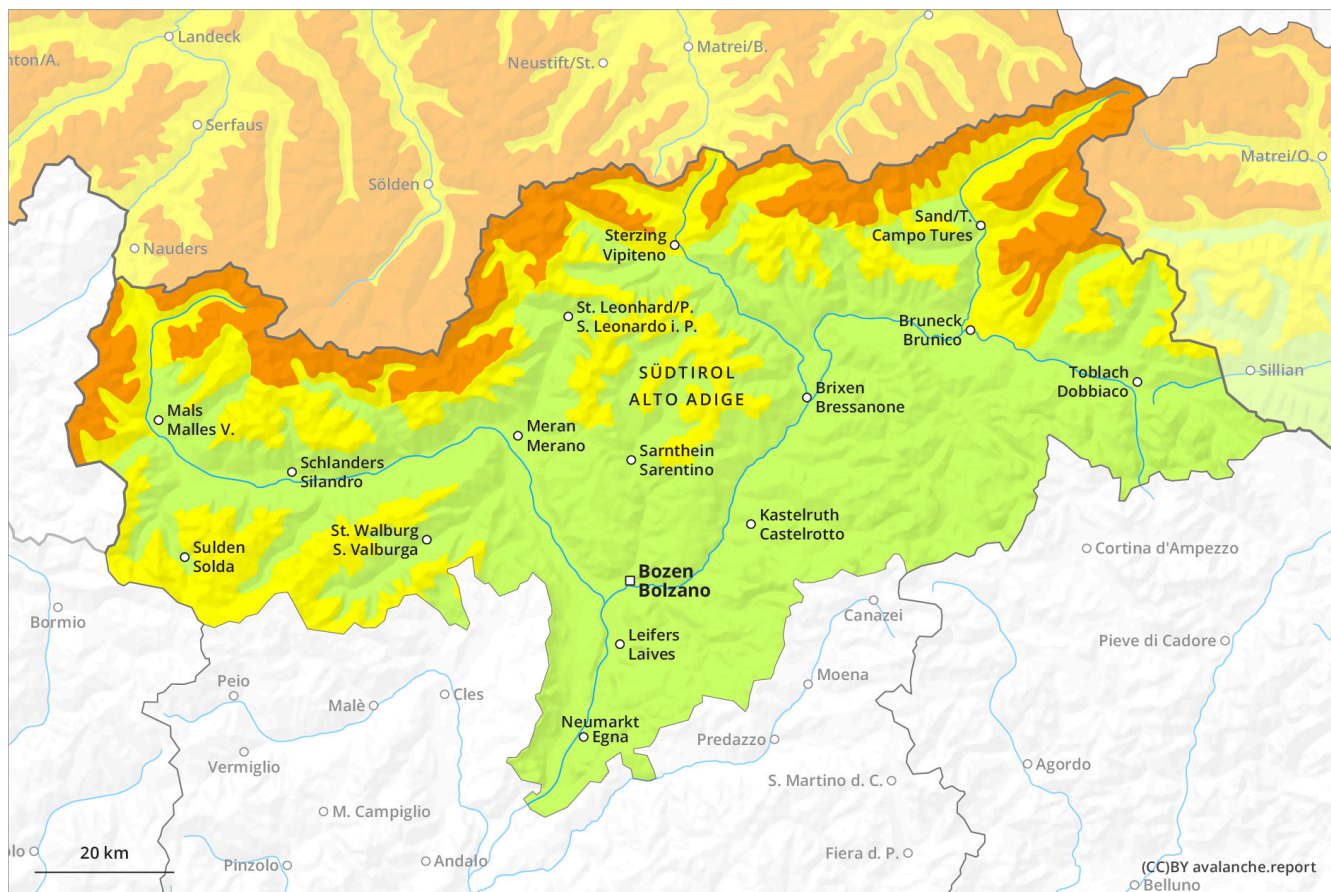 Landeck
Matrei/B.
nton/A.
Neustift/St.
Serfaus
Matrei/O.
Sölden
Sand/T.
Campo Tures
Sterzing
Vipiteno
Nauders
St. Leonhard/P.
S. Leonardo i. P.
Bruneck
Brunico
SÜDTIROL
ALTO ADIGE
Toblach
Dobbiaco
Sillian
Brixen
Bressanone
Mals
Malles V.
Meran
Merano
Sarnthein
Sarentino
Schlanders
Silandro
Kastelruth
Castelrotto
St. Walburg
S. Valburga
Sulden
Solda
Cortina d'Ampezzo
Bozen
Bolzano
Bormio
Canazei
Leifers
Laives
Pieve di Cadore
Peio
Moena
Malè
Cles
Neumarkt
Egna
Predazzo
Vermiglio
Agordo
S. Martino d. C.
M. Campiglio
20 km
olo
Pinzolo
Andalo
Fiera d. P.
(CC)BY avalanche.report
Belluno